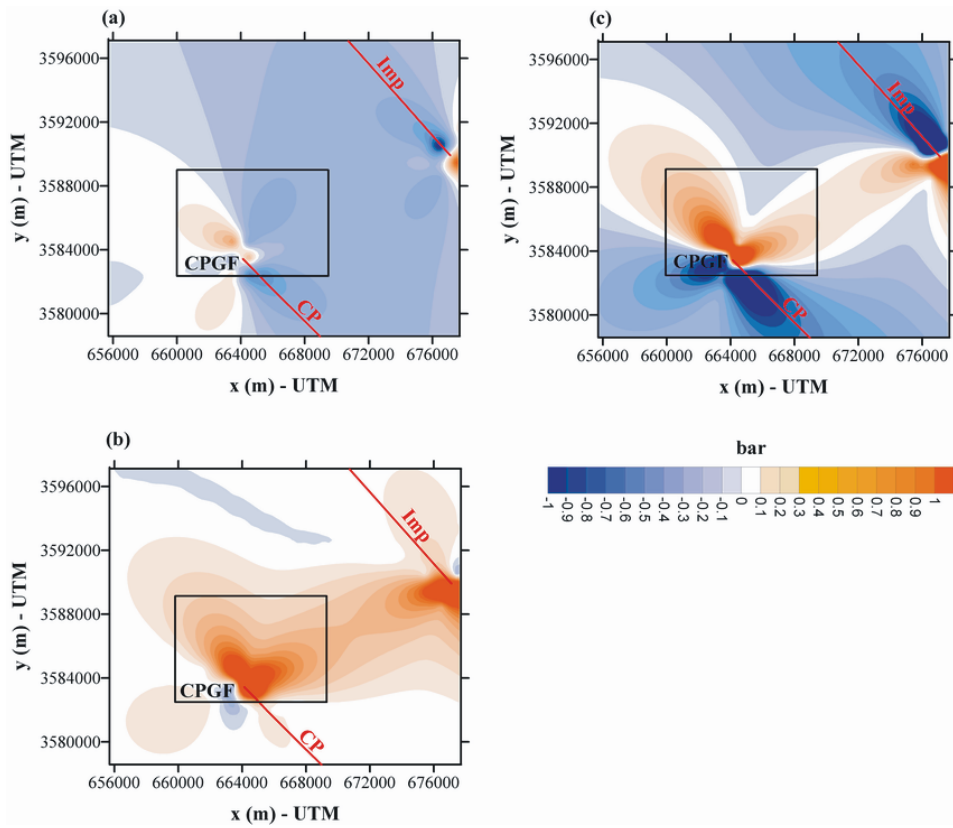 (a)
3596000
3592000
3588000
3584000
3580000
y (m) - UTM
Imp
CPGF
CP
656000 660000 664000 668000 672000 676000
x (m) - UTM
(c)
3596000
3592000
3588000
3584000
3580000
y (m) - UTM
Imp
CPGF
CP
656000 660000 664000 668000 672000 676000
x (m) - UTM
(b)
3596000
3592000
3588000
3584000
3580000
y (m) - UTM
Imp
CPGF
CP
656000 660000 664000 668000 672000 676000
x (m) - UTM
bar
-1 -0.9 -0.8 -0.7 -0.6 -0.5 -0.4 -0.3 -0.2 -0.1 0 0.1 0.2 0.3 0.4 0.5 0.6 0.7 0.8 0.9 1